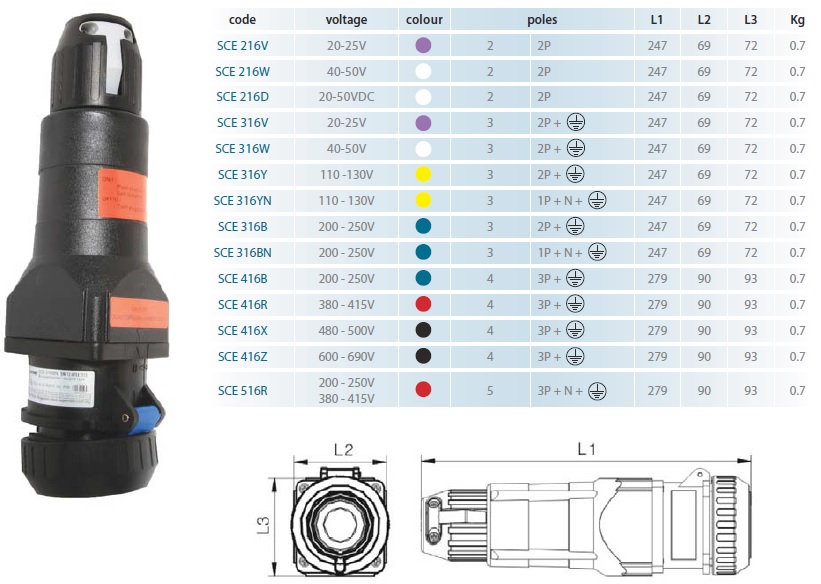 code voltage colour poles L1 L2 L3 Kg
SCE 216V 20-25V 2 2P 247 69 72 0.7
SCE 216W 40-50V 2 2P 247 69 72 0.7
SCE 216D 20-50VDC 2 2P 247 69 72 0.7
SCE 316V 20-25V 3 2P + 247 69 72 0.7
SCE 316W 40-50V 3 2P + 247 69 72 0.7
SCE 316Y 110 -130V 3 2P + 247 69 72 0.7
SCE 316YN 110 - 130V 3 1P + N + 247 69 72 0.7
SCE 316B 200 - 250V 3 2P + 247 69 72 0.7
SCE 316BN 200 - 250V 3 1P + N + 247 69 72 0.7
SCE 416B 200 - 250V 4 3P + 279 90 93 0.7
SCE 416R 380 - 415V 4 3P + 279 90 93 0.7
SCE 416X 480 - 500V 4 3P + 279 90 93 0.7
SCE 416Z 600 - 690V 4 3P + 279 90 93 0.7
SCE 516R 200 - 250V 5 3P + N + 279 90 93 0.7
380 - 415V
L2
L1
L3